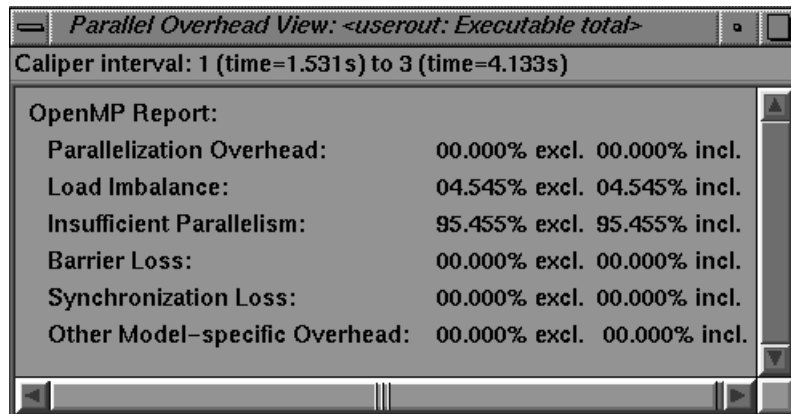 Parallel Overhead View: <userout: Executable total>
Caliper interval: 1 (time=1.531s) to 3 (time=4.133s)
OpenMP Report:
Parallelization Overhead: 00.000% excl. 00.000% incl.
Load Imbalance: 04.545% excl. 04.545% incl.
Insufficient Parallelism: 95.455% excl. 95.455% incl.
Barrier Loss: 00.000% excl. 00.000% incl.
Synchronization Loss: 00.000% excl. 00.000% incl.
Other Model-specific Overhead: 00.000% excl. 00.000% incl.